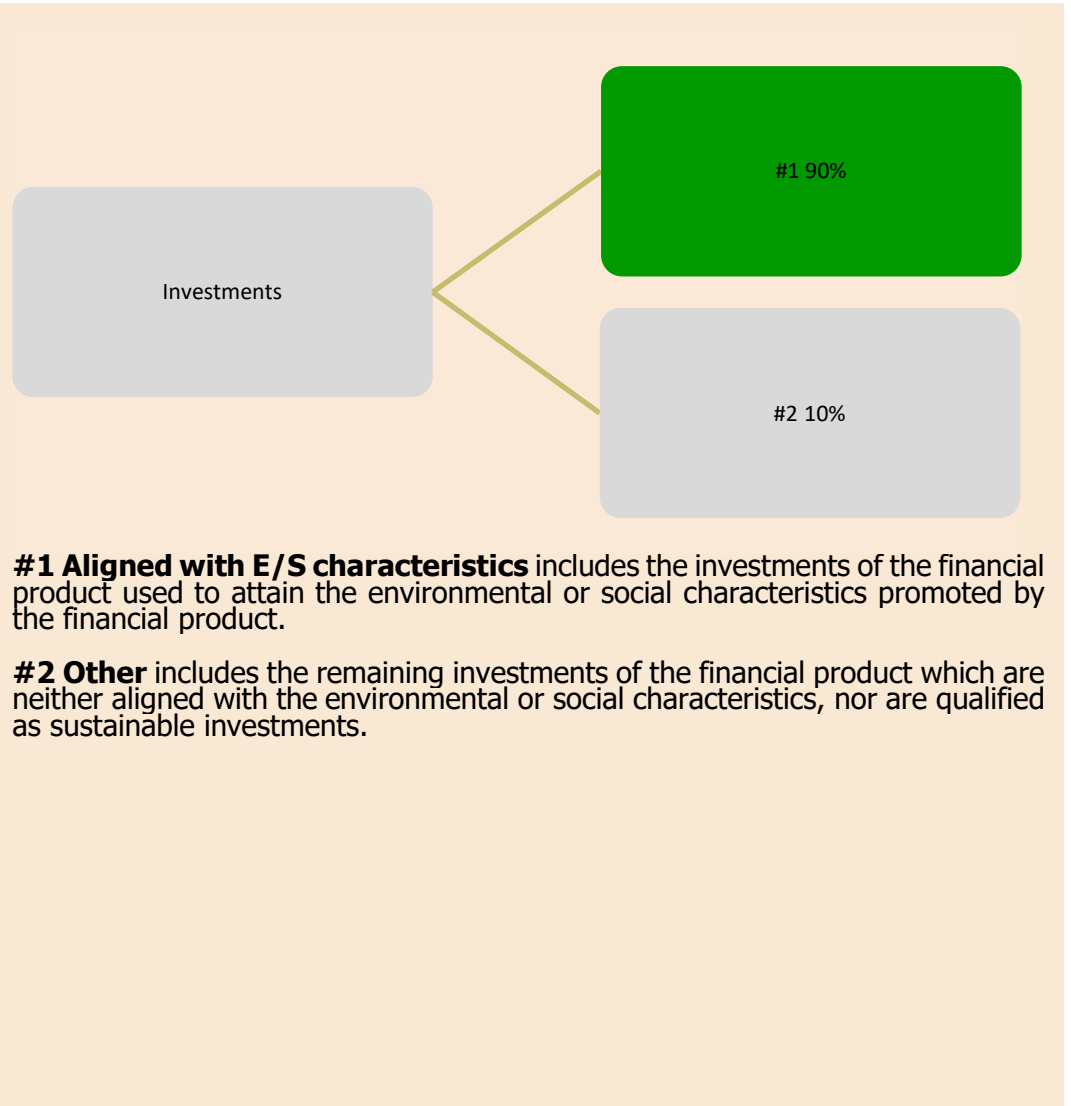 #1 90%
Investments
#2 10%
#1 Aligned with E/S characteristics includes the investments of the financial
product used to attain the environmental or social characteristics promoted by
the financial product.
#2 Other includes the remaining investments of the financial product which are
neither aligned with the environmental or social characteristics, nor are qualified
as sustainable investments.